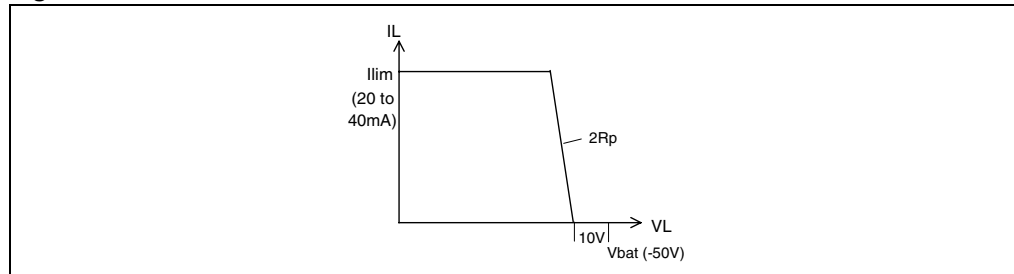 IL
Ilim
(20 to
40mA)
2Rp
VL
10V
Vbat (-50V)